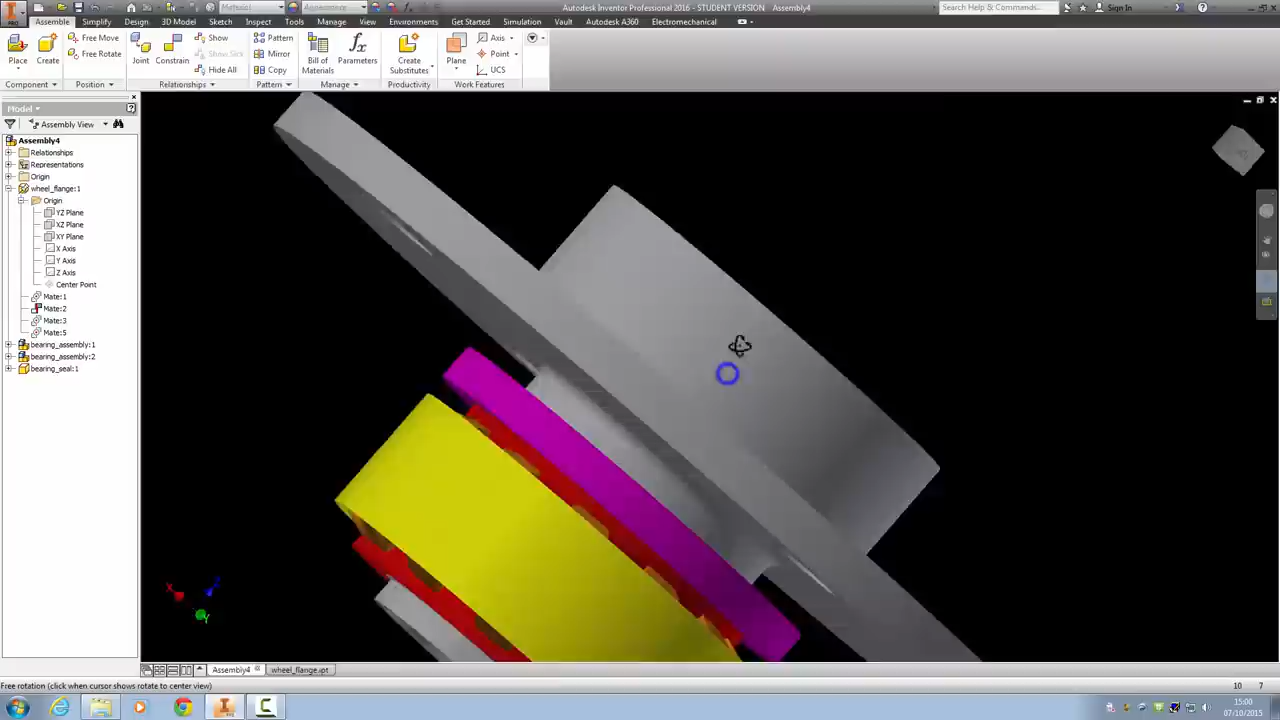 Autodesk Inventor Professional 2016 - STUDENT VERSION Assembly4
Search Help & Commands...
Sign In
PRO
Material
Appearance
Assemble Simplify Design 3D Model Sketch Inspect Tools Manage View Environments Get Started Simulation Vault Autodesk A360 Electromechanical
Place
Create
Free Move
Free Rotate
Joint
Constrain
Show
Show Sick
Hide All
Pattern
Mirror
Copy
Bill of Materials
Parameters
Create Substitutes
Plane
Axis
Point
UCS
Component
Position
Relationships
Pattern
Manage
Productivity
Work Features
Model
Assembly View
Assembly4
Relationships
Representations
Origin
wheel_flange:1
Origin
YZ Plane
XZ Plane
XY Plane
X Axis
Y Axis
Z Axis
Center Point
Mate:1
Mate:2
Mate:3
Mate:5
bearing_assembly:1
bearing_assembly:2
bearing_seal:1
X
Z
Y
Assembly4
wheel_flange.ipt
Free rotation (click when cursor shows rotate to center view)
10 7
15:00
07/10/2015